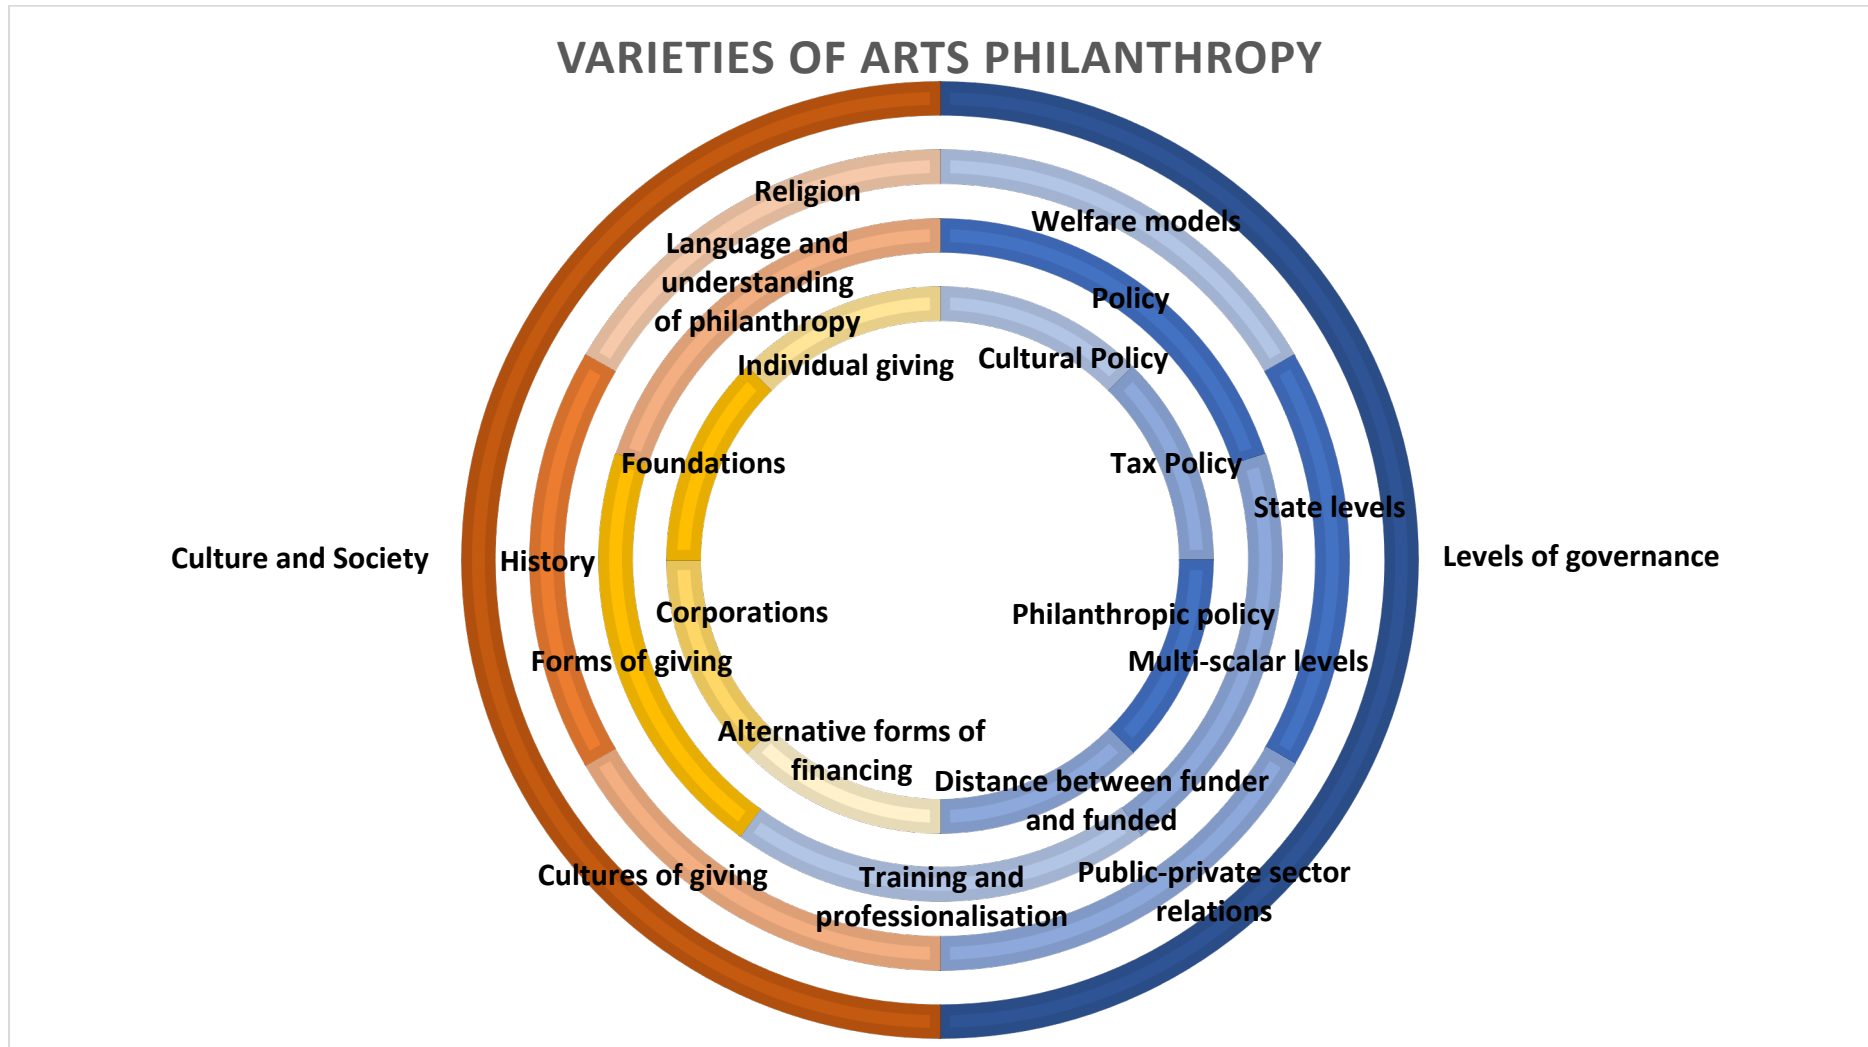 VARIETIES OF ARTS PHILANTHROPY
Religion
Welfare models
Language and
understanding
of philanthropy
Policy
Individual giving
Cultural Policy
Foundations
Tax Policy
State levels
Culture and Society
History
Levels of governance
Corporations
Philanthropic policy
Forms of giving
Multi-scalar levels
Alternative forms of
financing
Distance between funder
and funded
Cultures of giving
Training and
professionalisation
Public-private sector
relations